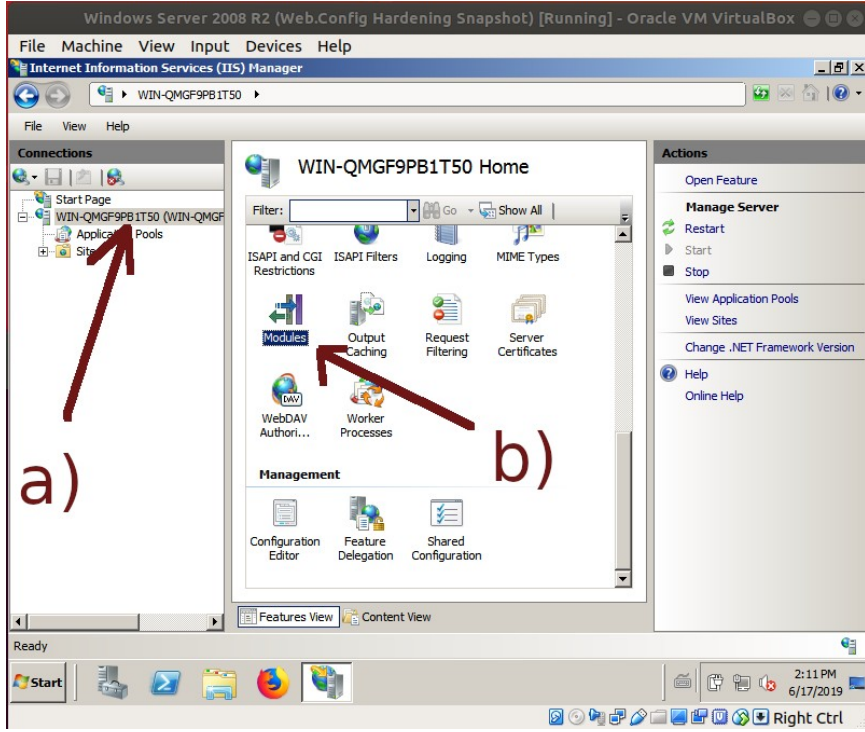 Windows Server 2008 R2 (Web.Config Hardening Snapshot) [Running] - Oracle VM VirtualBox
File Machine View Input Devices Help
Internet Information Services (IIS) Manager
WIN-QMGF9PB1T50
File View Help
Connections
Start Page
WIN-QMGF9PB1T50 (WIN-QMGF
Pools
a)
WIN-QMGF9PB1T50 Home
Filter: Go Show All
ISAPI and CGI Restrictions
ISAPI Filters
Logging
MIME Types
Modules
Output Caching
Request Filtering
Server Certificates
WebDAV Authori...
Worker Processes
b)
Management
Configuration Editor
Feature Delegation
Shared Configuration
Features View Content View
Actions
Open Feature
Manage Server
Restart
Start
Stop
View Application Pools
View Sites
Change .NET Framework Version
Help
Online Help
Ready
Start
2:11 PM
6/17/2019
Right Ctrl